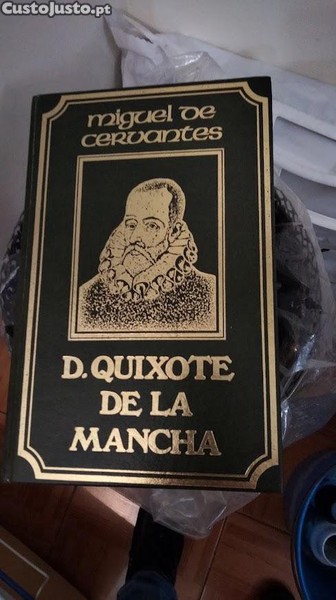 CustoJusto.pt
miguel de
cervantes
D. QUIXOTE
DE LA
MANCHA